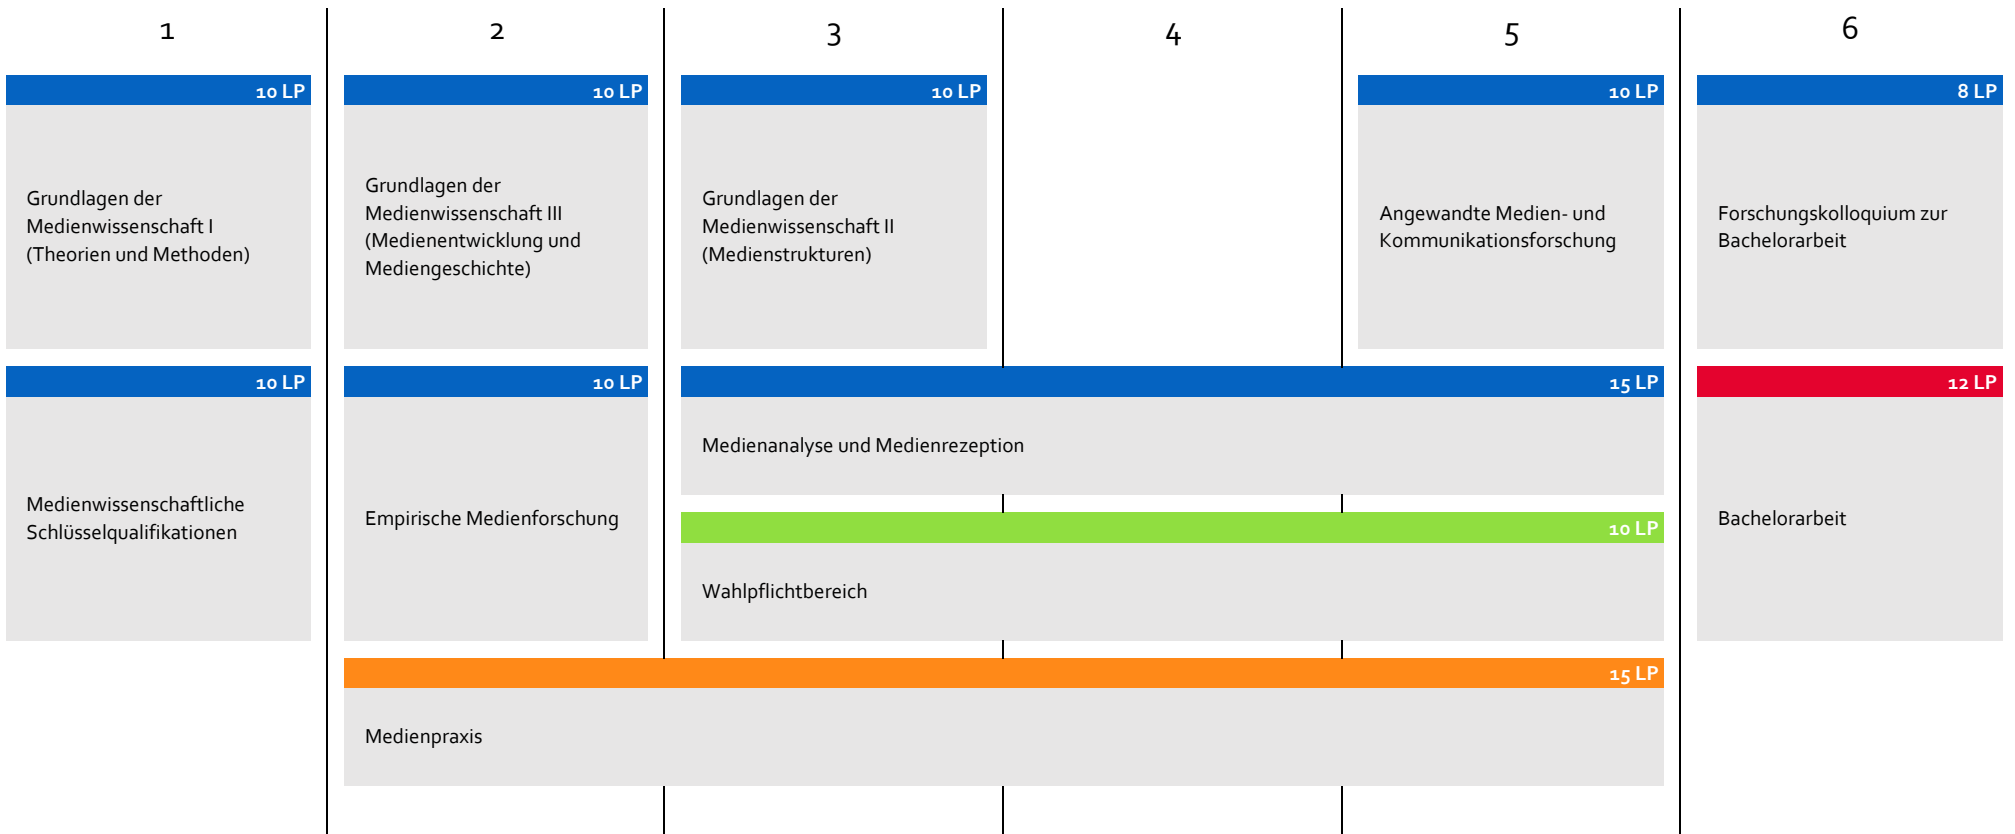 1
2
3
4
5
6
10 LP
10 LP
10 LP
10 LP
8 LP
Grundlagen der
Medienwissenschaft I
(Theorien und Methoden)
Grundlagen der
Medienwissenschaft III
(Medienentwicklung und
Mediengeschichte)
Grundlagen der
Medienwissenschaft II
(Medienstrukturen)
Angewandte Medien- und
Kommunikationsforschung
Forschungskolloquium zur
Bachelorarbeit
10 LP
10 LP
15 LP
12 LP
Medienwissenschaftliche
Schlüsselqualifikationen
Empirische Medienforschung
Medienanalyse und Medienrezeption
Bachelorarbeit
10 LP
Wahlpflichtbereich
15 LP
Medienpraxis